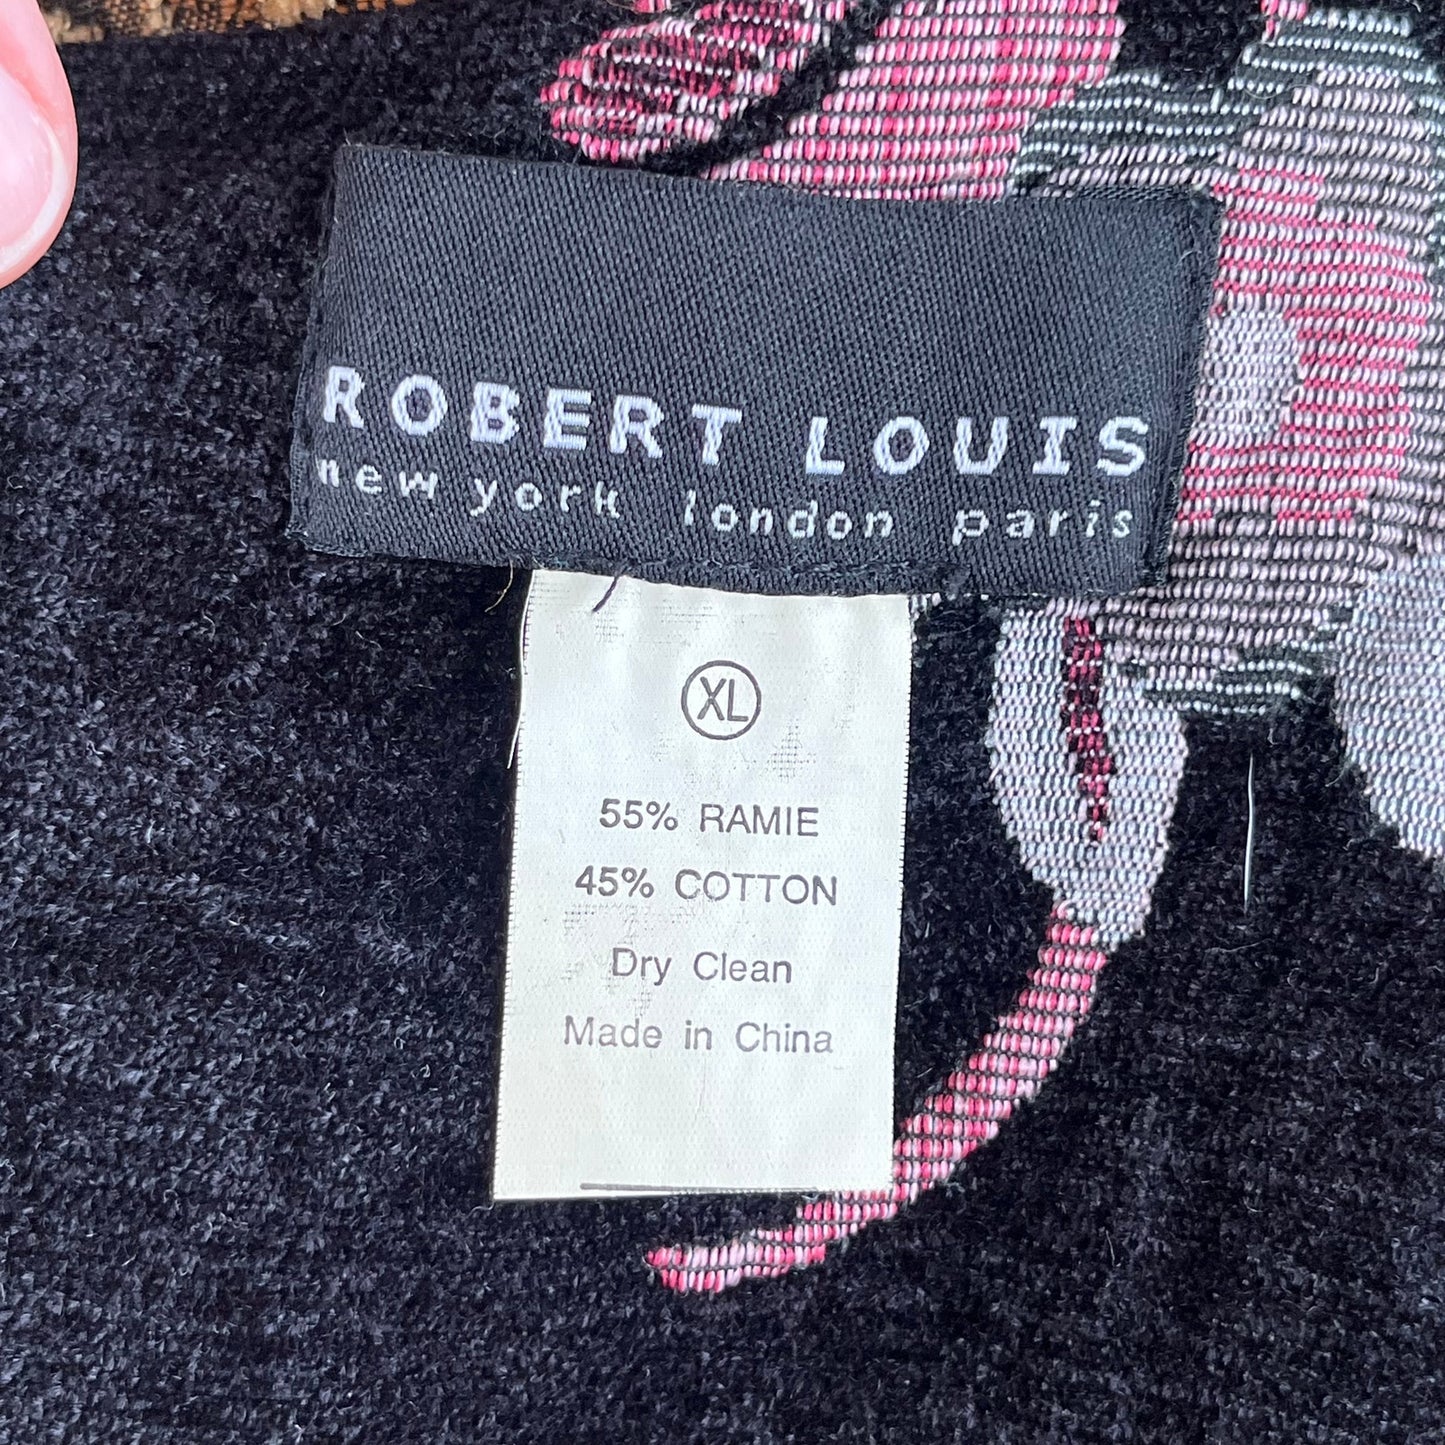 ROBERT LOUIS
new york london paris
XL
55% RAMIE
45% COTTON
Dry Clean
Made in China